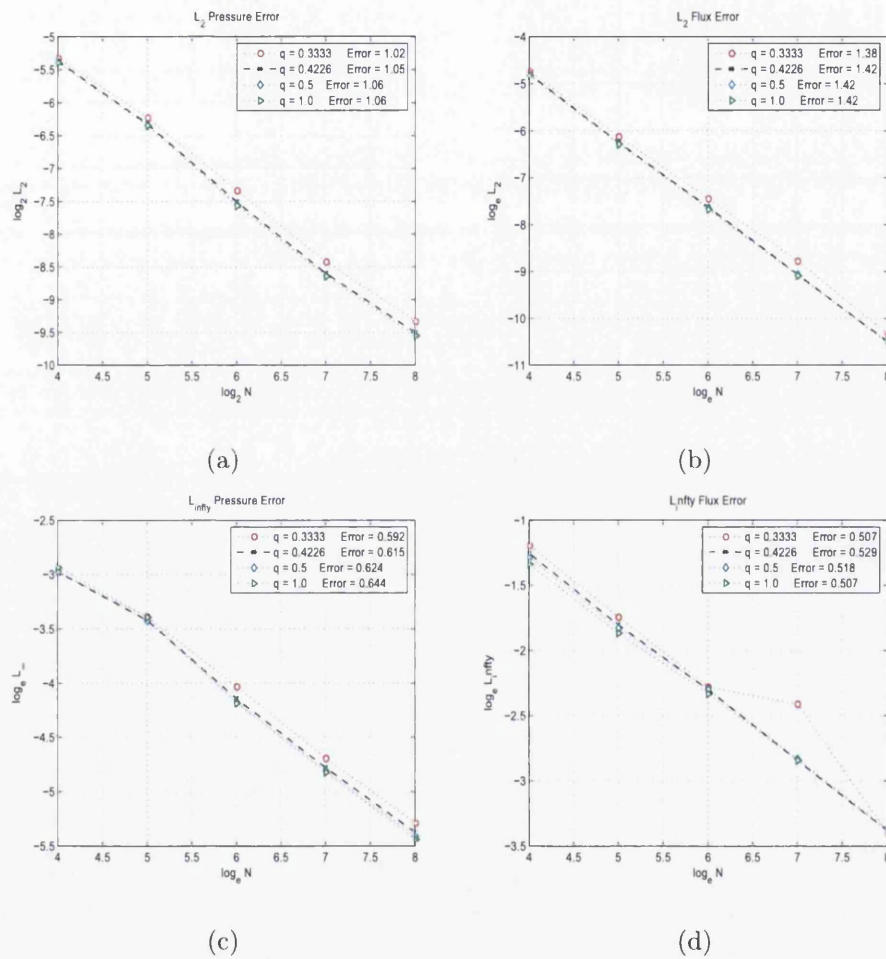 L2 Pressure Error
q = 0.3333 Error = 1.02
q = 0.4226 Error = 1.05
q = 0.5 Error = 1.06
q = 1.0 Error = 1.06
-5
-5.5
-6
-6.5
-7
-7.5
-8
-8.5
-9
-9.5
-10
log2 L2
4 4.5 5 5.5 6 6.5 7 7.5 8
log2 N
(a)
L2 Flux Error
q = 0.3333 Error = 1.38
q = 0.4226 Error = 1.42
q = 0.5 Error = 1.42
q = 1.0 Error = 1.42
-4
-5
-6
-7
-8
-9
-10
-11
loge L2
4 4.5 5 5.5 6 6.5 7 7.5 8
loge N
(b)
Linfty Pressure Error
q = 0.3333 Error = 0.592
q = 0.4226 Error = 0.615
q = 0.5 Error = 0.624
q = 1.0 Error = 0.644
-2.5
-3
-3.5
-4
-4.5
-5
-5.5
loge L∞
4 4.5 5 5.5 6 6.5 7 7.5 8
loge N
(c)
Linfty Flux Error
q = 0.3333 Error = 0.507
q = 0.4226 Error = 0.529
q = 0.5 Error = 0.518
q = 1.0 Error = 0.507
-1
-1.5
-2
-2.5
-3
-3.5
loge Linfty
4 4.5 5 5.5 6 6.5 7 7.5 8
loge N
(d)